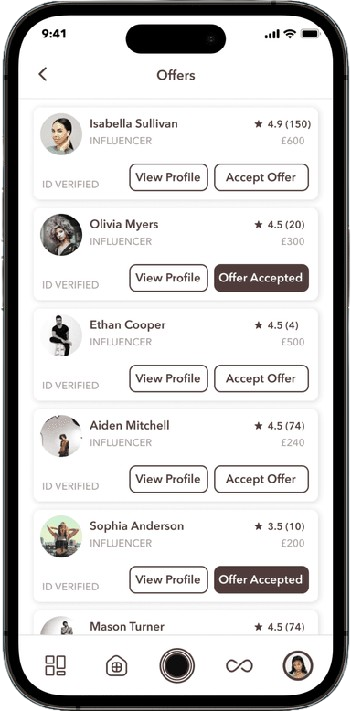 9:41
Offers
Isabella Sullivan ★ 4.9 (150)
INFLUENCER £600
ID VERIFIED View Profile Accept Offer
Olivia Myers ★ 4.5 (20)
INFLUENCER £300
ID VERIFIED View Profile Offer Accepted
Ethan Cooper ★ 4.5 (4)
INFLUENCER £500
ID VERIFIED View Profile Accept Offer
Aiden Mitchell ★ 4.5 (74)
INFLUENCER £240
ID VERIFIED View Profile Accept Offer
Sophia Anderson ★ 3.5 (10)
INFLUENCER £200
ID VERIFIED View Profile Offer Accepted
Mason Turner ★ 4.5 (74)